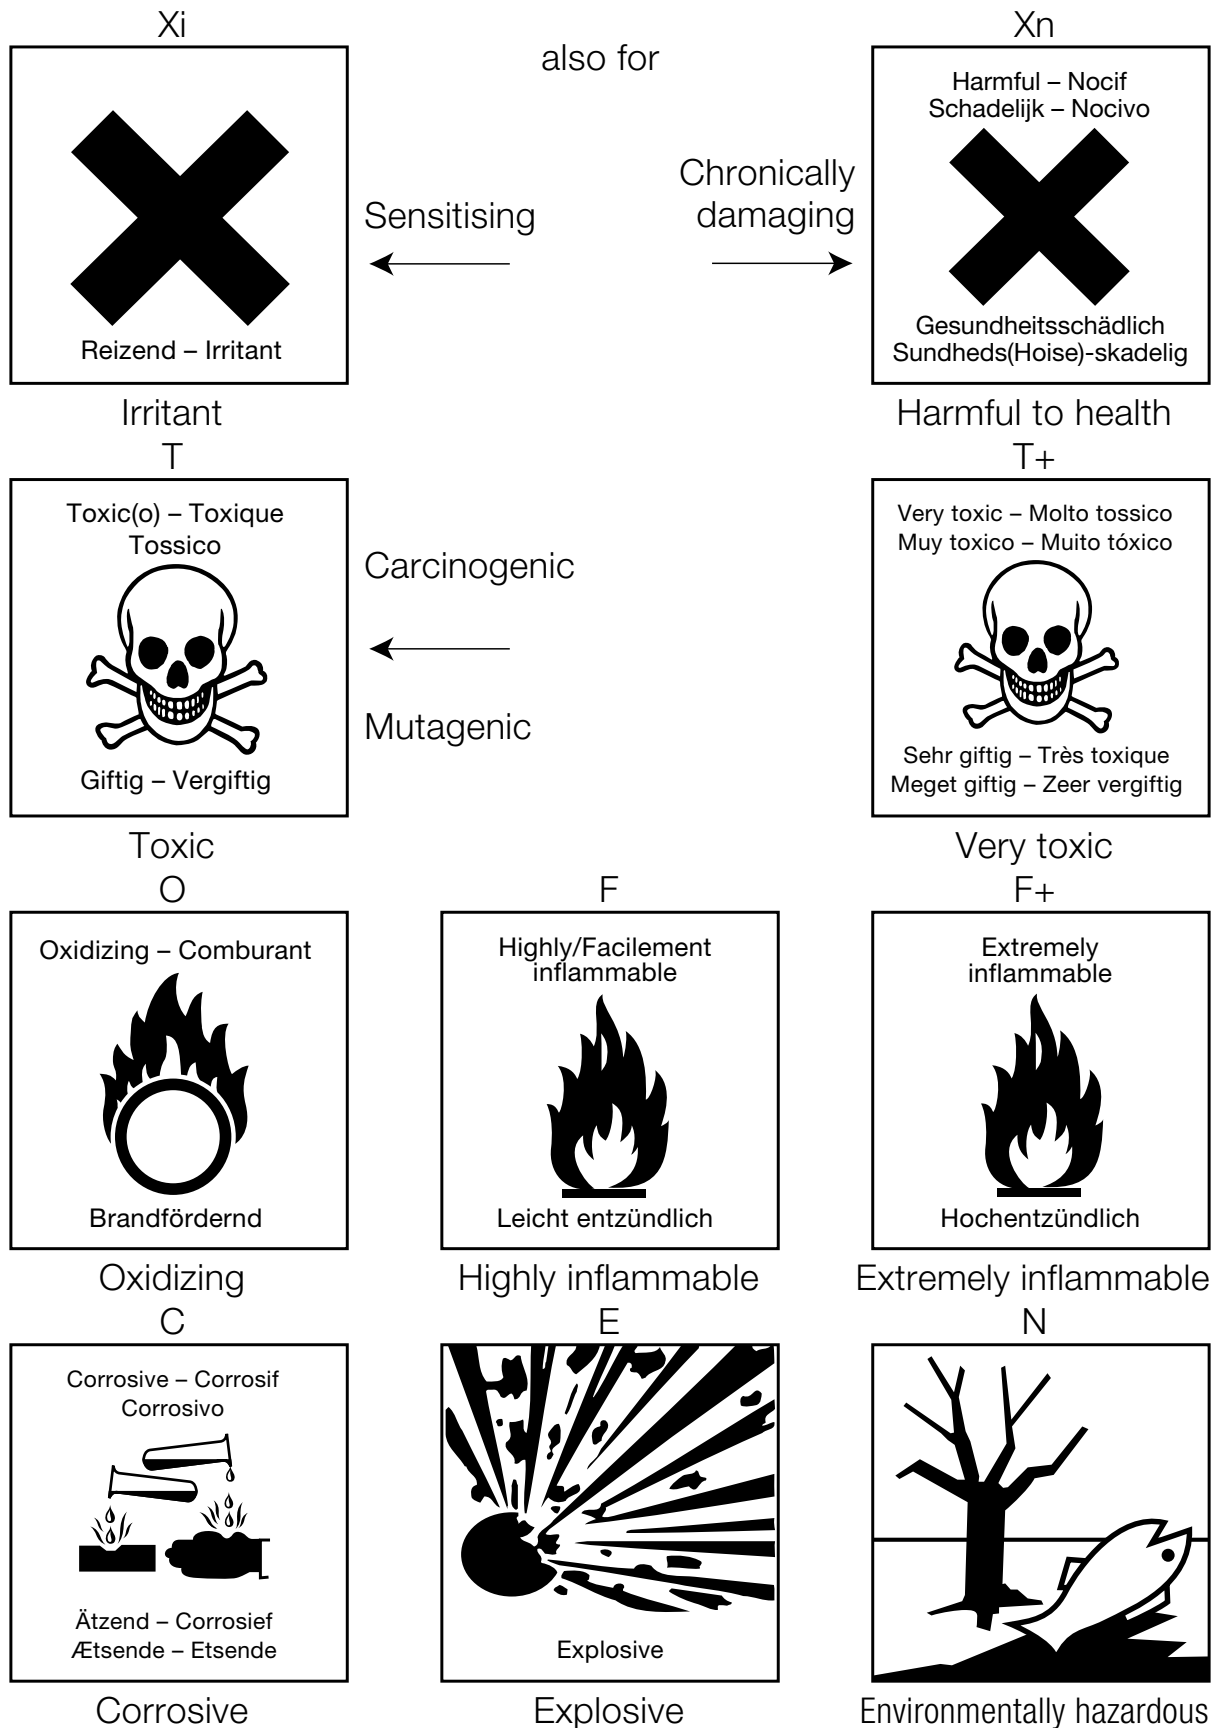 Xi
also for
Xn
Harmful – Nocif
Schadelijk – Nocivo
Sensitising
Chronically
damaging
Reizend – Irritant
Gesundheitsschädlich
Sundheds(Hoise)-skadelig
Irritant
Harmful to health
T
T+
Toxic(o) – Toxique
Tossico
Very toxic – Molto tossico
Muy toxico – Muito tóxico
Carcinogenic
Mutagenic
Giftig – Vergiftig
Sehr giftig – Très toxique
Meget giftig – Zeer vergiftig
Toxic
Very toxic
O
F
F+
Oxidizing – Comburant
Highly/Facilement
inflammable
Extremely
inflammable
Brandfördernd
Leicht entzündlich
Hochentzündlich
Oxidizing
Highly inflammable
Extremely inflammable
C
E
N
Corrosive – Corrosif
Corrosivo
Ätzend – Corrosief
Ætsende – Etsende
Explosive
Corrosive
Explosive
Environmentally hazardous